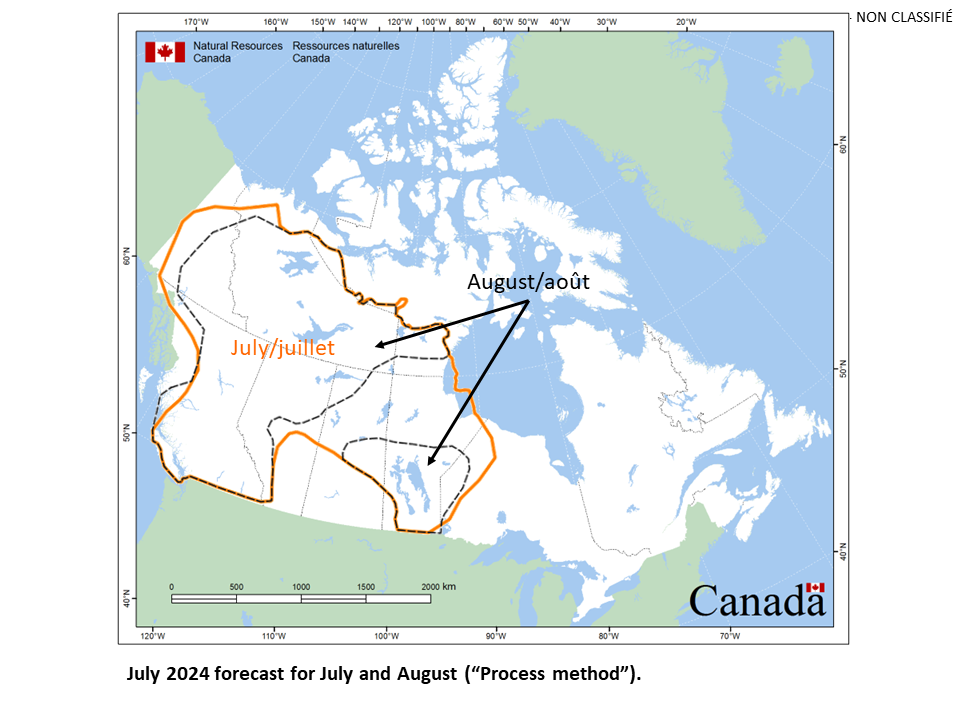 - NON CLASSIFIÉ
170°W 160°W 150°W 140°W 120°W 100°W 80°W 60°W 50°W 40°W 30°W 20°W
Natural Resources Ressources naturelles
Canada Canada
60°N
60°N
August/août
July/juillet
50°N
50°N
40°N
0 500 1000 1500 2000 km
Canada
40°N
120°W 110°W 100°W 90°W 80°W 70°W
July 2024 forecast for July and August (“Process method”).